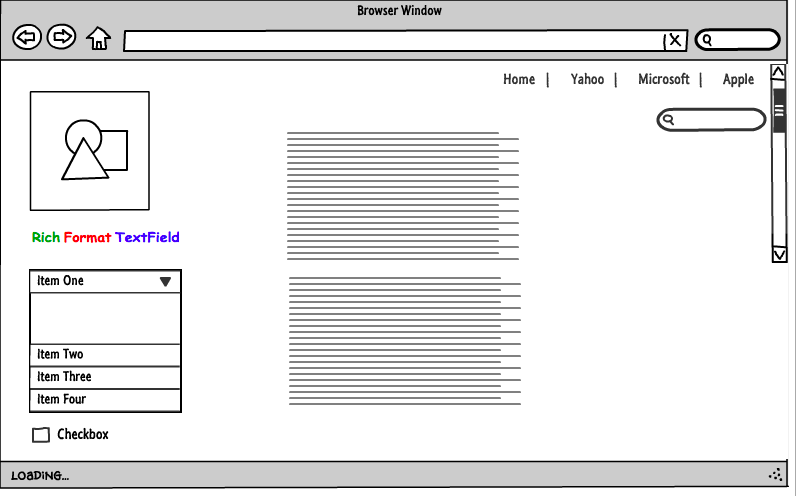 Browser Window
Home | Yahoo | Microsoft | Apple
Rich Format TextField
Item One
Item Two
Item Three
Item Four
Checkbox
LOADING...